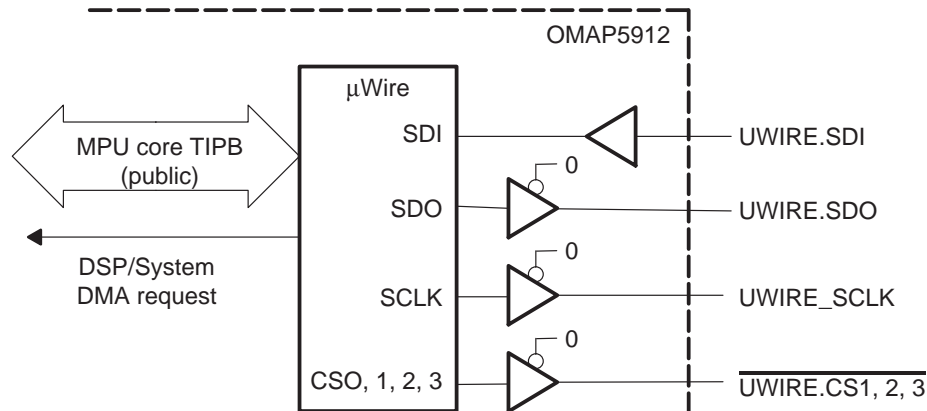 OMAP5912
μWire
MPU core TIPB
(public)
SDI
UWIRE.SDI
0
SDO
UWIRE.SDO
DSP/System
DMA request
0
SCLK
UWIRE_SCLK
0
CSO, 1, 2, 3
UWIRE.CS1, 2, 3